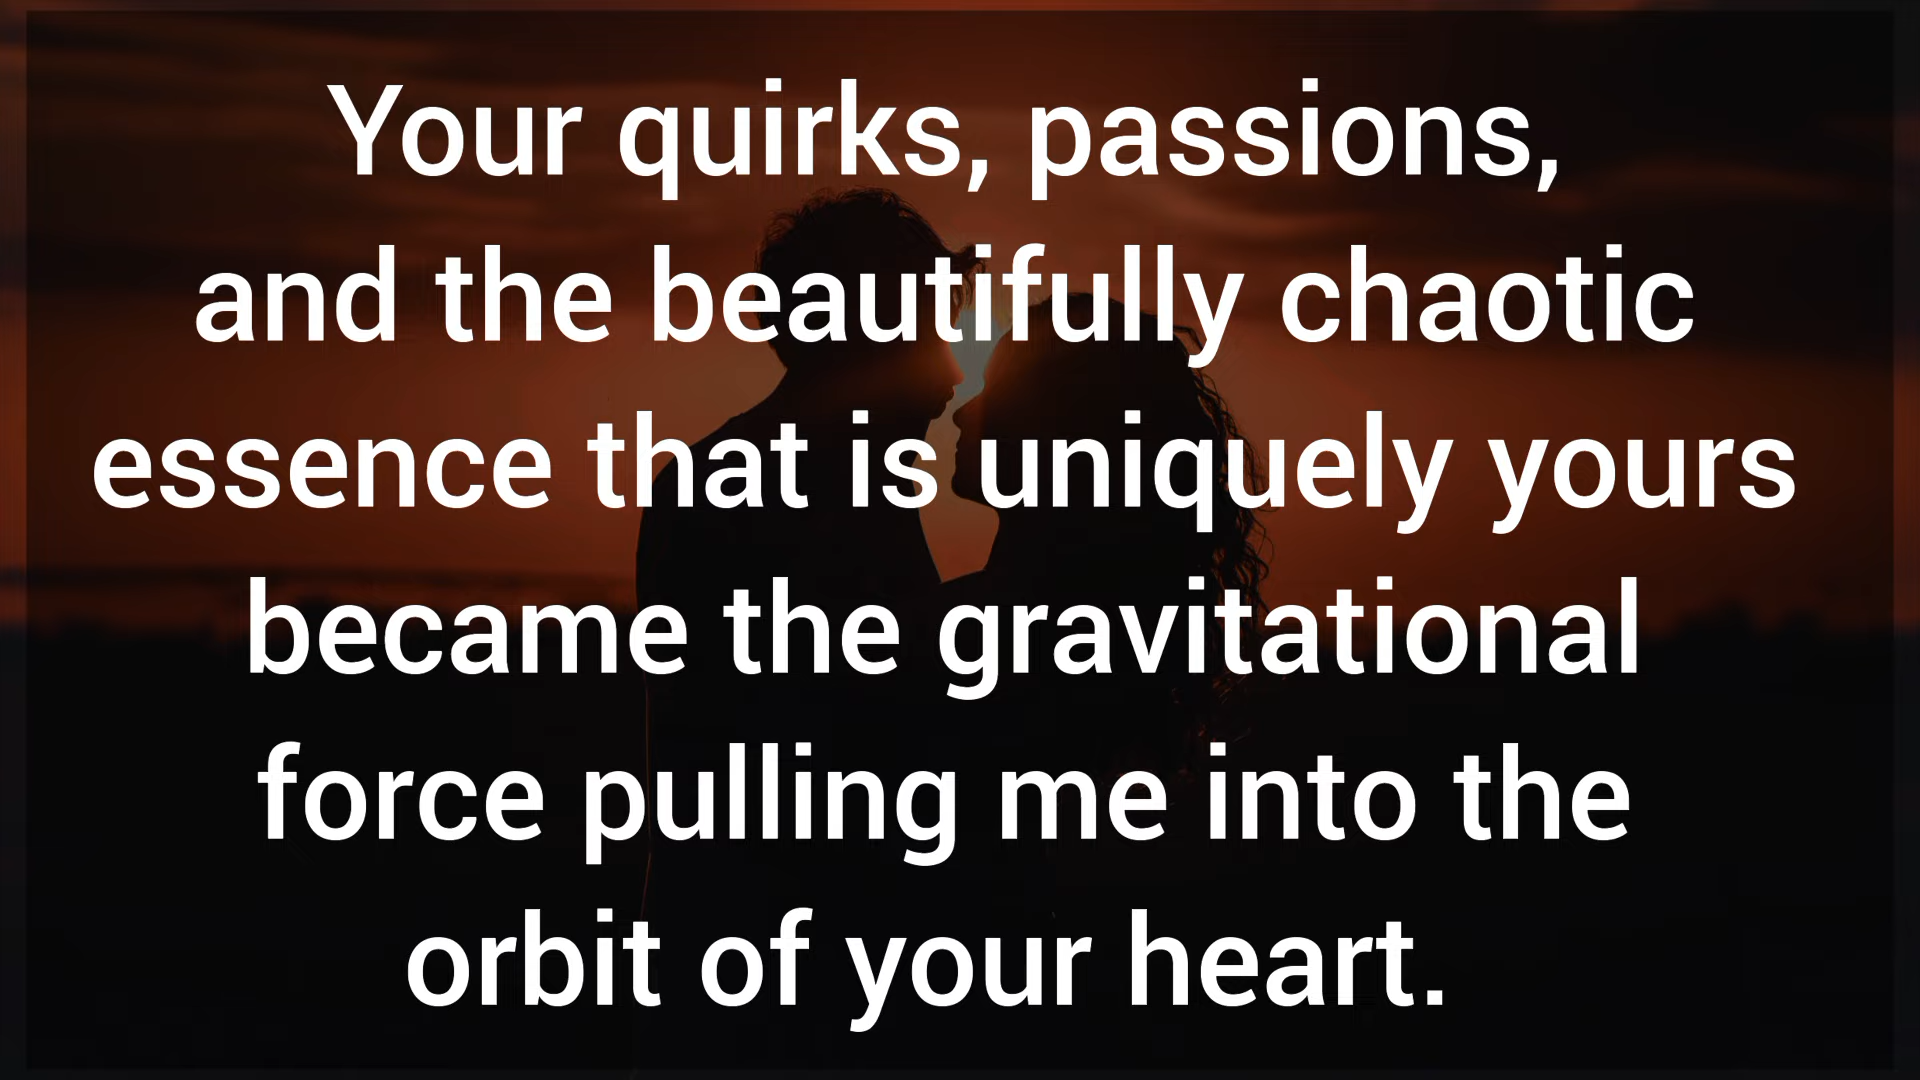 Your quirks, passions,
and the beautifully chaotic
essence that is uniquely yours
became the gravitational
force pulling me into the
orbit of your heart.